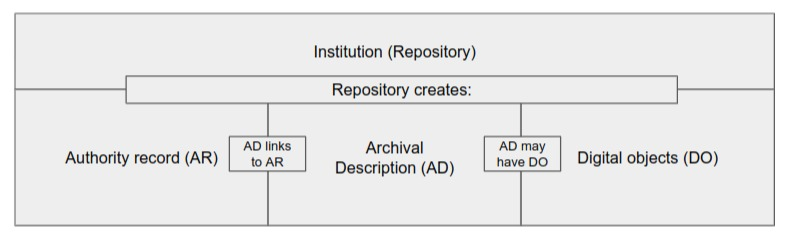 Institution (Repository)
Repository creates:
Authority record (AR)
AD links
to AR
Archival
Description (AD)
AD may
have DO
Digital objects (DO)